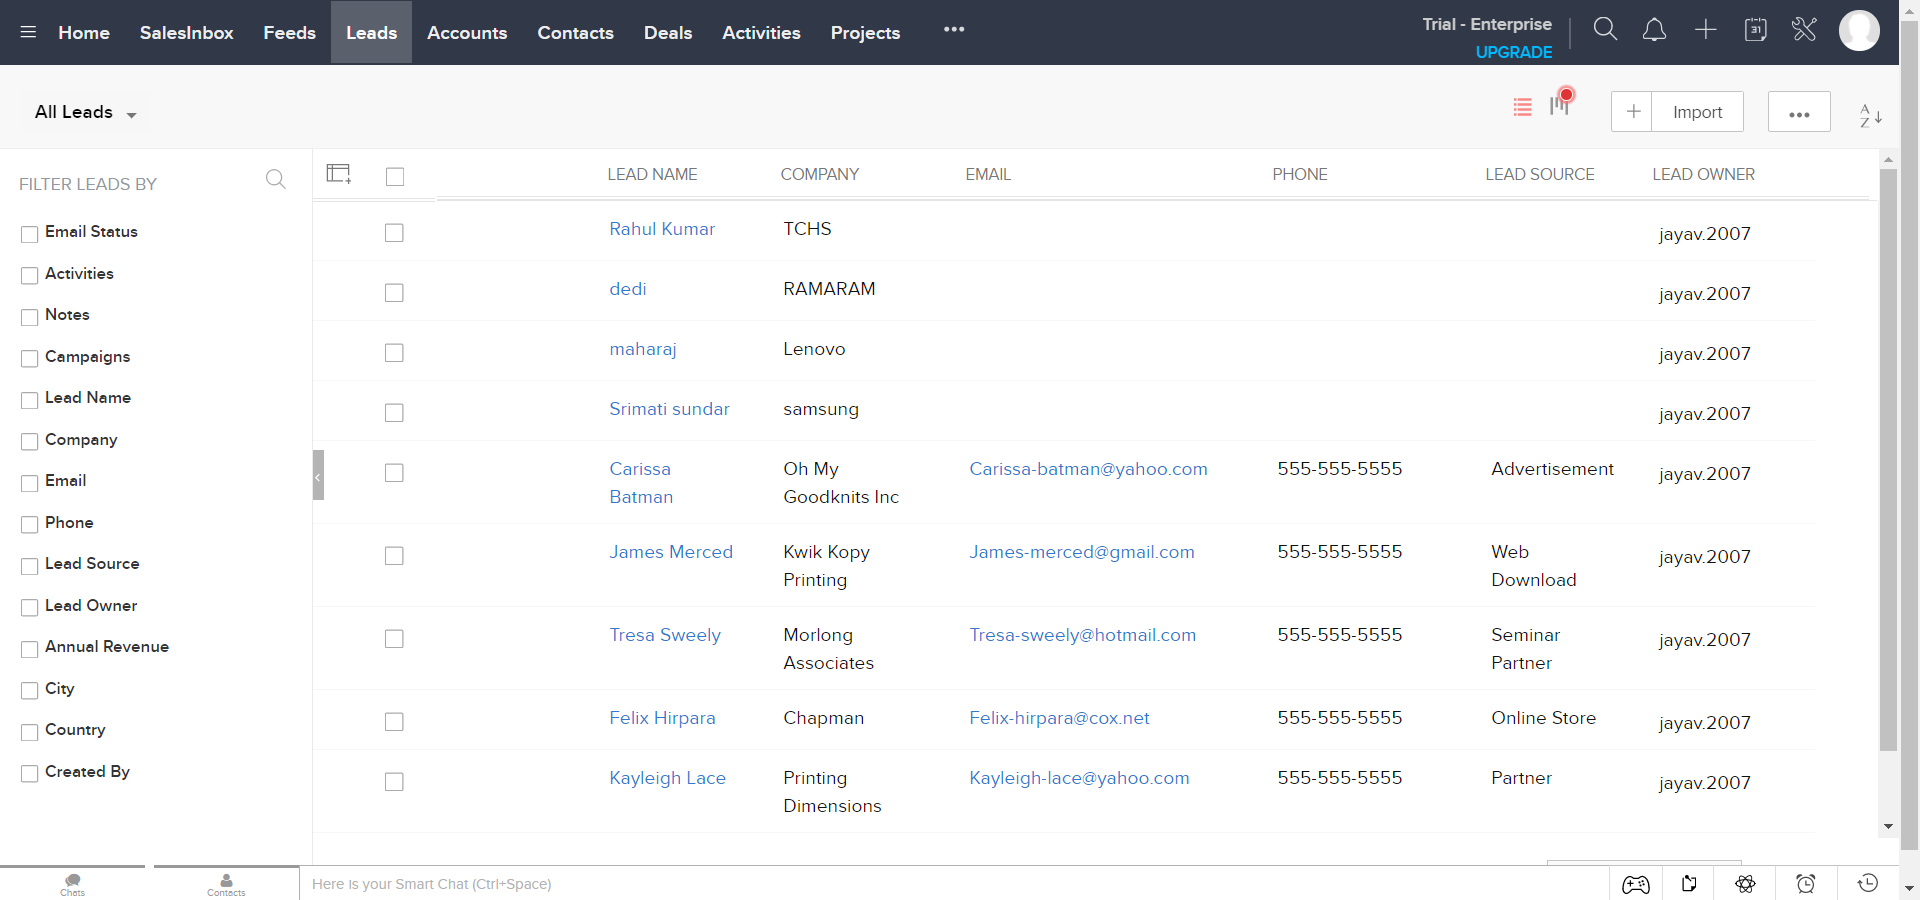 Home SalesInbox Feeds Leads Accounts Contacts Deals Activities Projects
Trial - Enterprise
UPGRADE
31
All Leads
Import
A
Z
FILTER LEADS BY
Email Status
Activities
Notes
Campaigns
Lead Name
Company
Email
Phone
Lead Source
Lead Owner
Annual Revenue
City
Country
Created By
LEAD NAME COMPANY EMAIL PHONE LEAD SOURCE LEAD OWNER
Rahul Kumar TCHS jayav.2007
dedi RAMARAM jayav.2007
maharaj Lenovo jayav.2007
Srimati sundar samsung jayav.2007
Carissa Oh My Carissa-batman@yahoo.com 555-555-5555 Advertisement jayav.2007
Batman Goodknits Inc
James Merced Kwik Kopy James-merced@gmail.com 555-555-5555 Web jayav.2007
Printing Download
Tresa Sweely Morlong Tresa-sweely@hotmail.com 555-555-5555 Seminar jayav.2007
Associates Partner
Felix Hirpara Chapman Felix-hirpara@cox.net 555-555-5555 Online Store jayav.2007
Kayleigh Lace Printing Kayleigh-lace@yahoo.com 555-555-5555 Partner jayav.2007
Dimensions
Chats
Contacts
Here is your Smart Chat (Ctrl+Space)